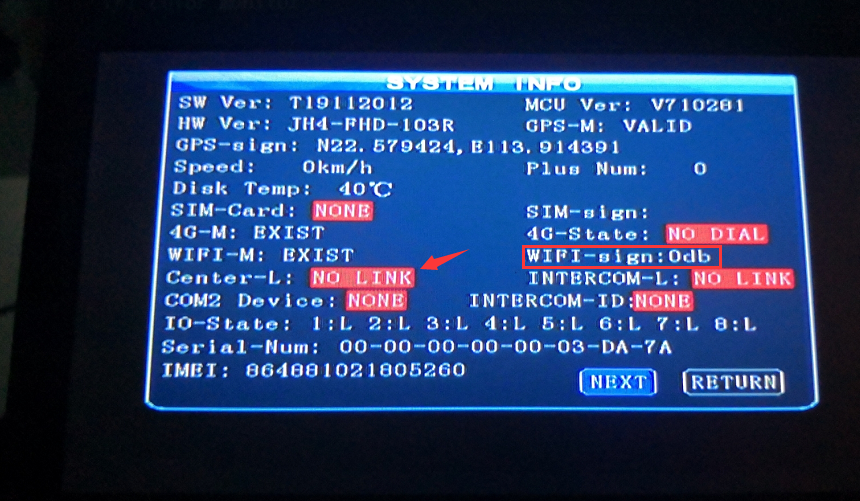 SYSTEM INFO
SW Ver: T19112012 MCU Ver: V710281
HW Ver: JH4-FHD-103R GPS-M: VALID
GPS-sign: N22.579424,E113.914391
Speed: 0km/h Plus Num: 0
Disk Temp: 40℃
SIM-Card: NONE SIM-sign:
4G-M: EXIST 4G-State: NO DIAL
WIFI-M: EXIST WIFI-sign:0db
Center-L: NO LINK INTERCOM-L: NO LINK
COM2 Device: NONE INTERCOM-ID:NONE
IO-State: 1:L 2:L 3:L 4:L 5:L 6:L 7:L 8:L
Serial-Num: 00-00-00-00-00-03-DA-7A
IMEI: 864881021805260
NEXT RETURN